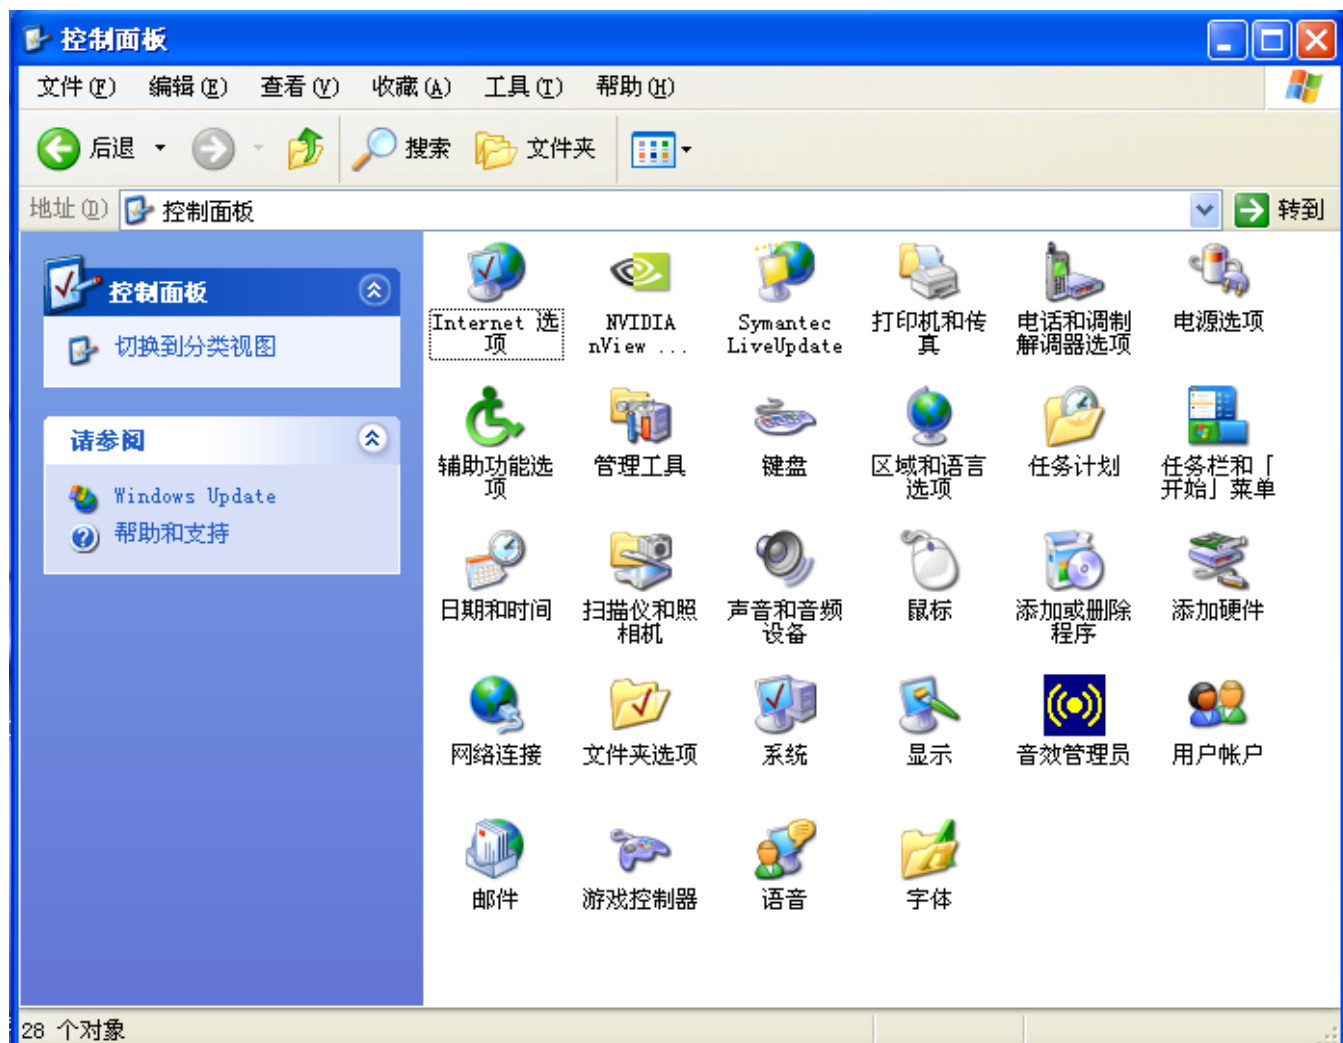 控制面板
文件(F) 编辑(E) 查看(V) 收藏(A) 工具(T) 帮助(H)
后退 搜索 文件夹
地址(D) 控制面板 转到
控制面板
切换到分类视图
请参阅
Windows Update
帮助和支持
Internet 选
项
NVIDIA
nView ...
Symantec
LiveUpdate
打印机和传
真
电话和调制
解调器选项
电源选项
辅助功能选
项
管理工具
键盘
区域和语言
选项
任务计划
任务栏和「
开始」菜单
日期和时间
扫描仪和照
相机
声音和音频
设备
鼠标
添加或删除
程序
添加硬件
网络连接
文件夹选项
系统
显示
音效管理员
用户帐户
邮件
游戏控制器
语音
字体
28 个对象